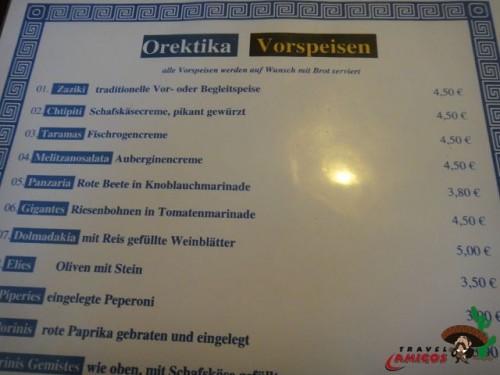 Orektika Vorspeisen
alle Vorspeisen werden auf Wunsch mit Brot serviert
01. Zaziki traditionelle Vor- oder Begleitspeise 4,50 €
02. Chtipiti Schafskäsecreme, pikant gewürzt 4,50 €
03. Taramas Fischrogencreme 4,50 €
04. Melitzanosalata Auberginencreme 4,50 €
05. Panzaria Rote Beete in Knoblauchmarinade 3,80 €
06. Gigantes Riesenbohnen in Tomatenmarinade 4,50 €
07. Dolmadakia mit Reis gefüllte Weinblätter 5,00 €
Elies Oliven mit Stein 3,50 €
Piperies eingelegte Peperoni
rote Paprika gebraten und eingelegt
Gemistes wie oben, mit Schafskäse
TRAVEL
AMIGOS